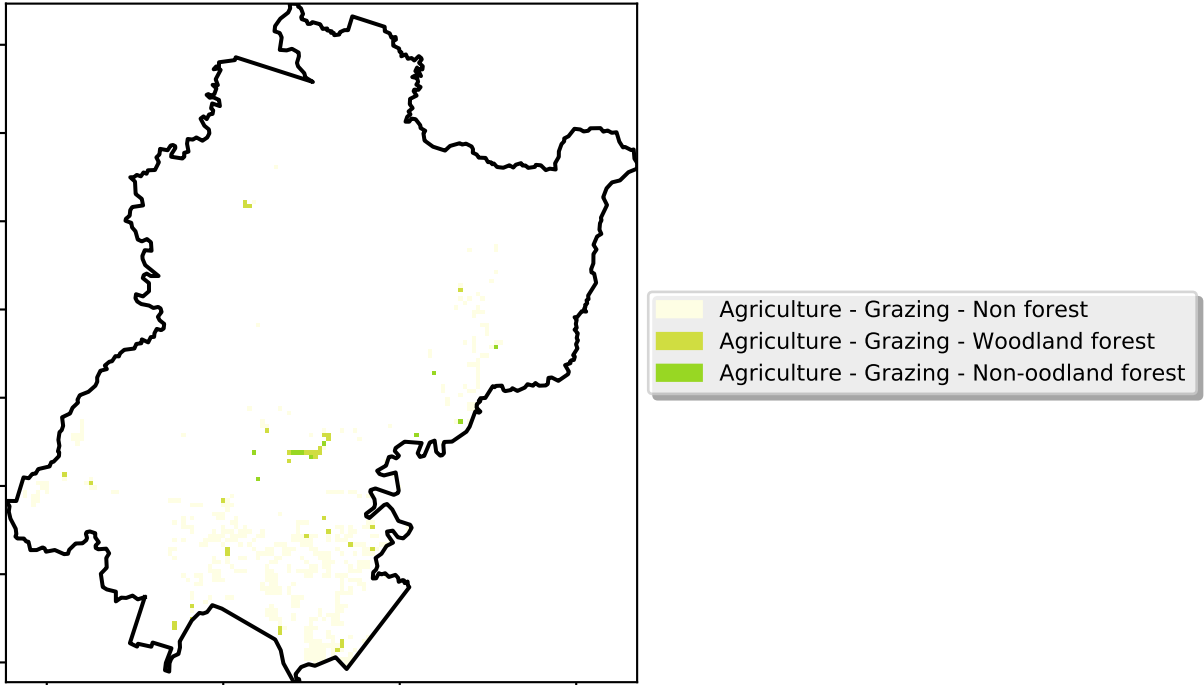 Agriculture - Grazing - Non forest
Agriculture - Grazing - Woodland forest
Agriculture - Grazing - Non-oodland forest